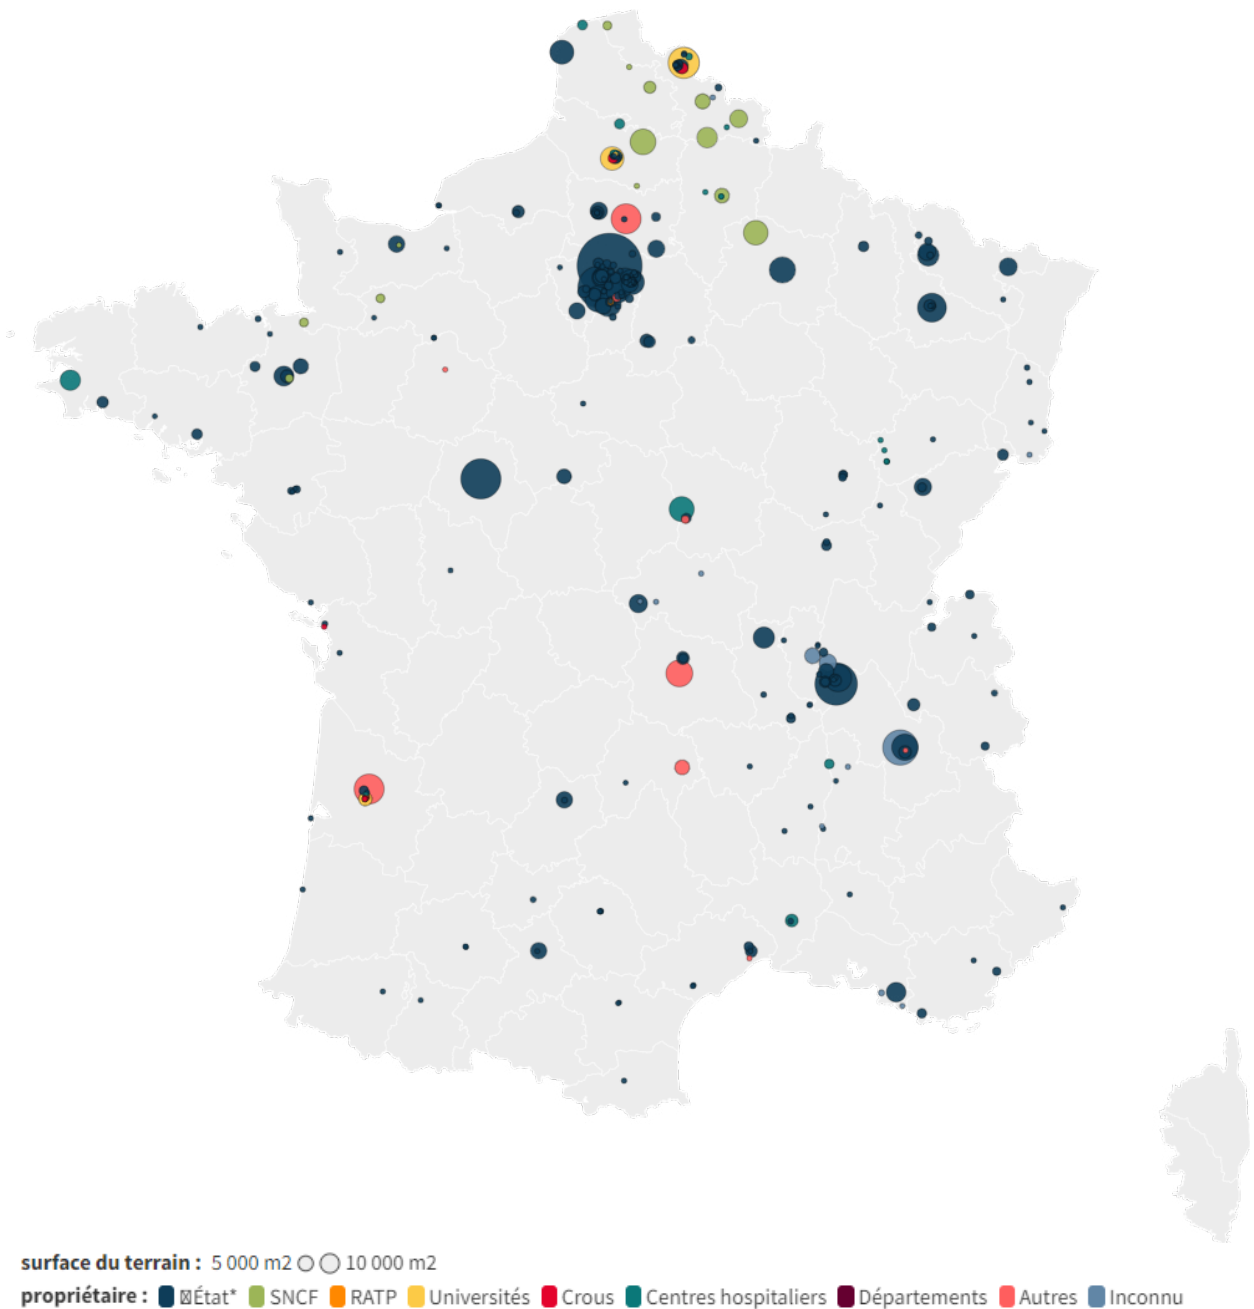 surface du terrain : 5 000 m2 10 000 m2
propriétaire : État* SNCF RATP Universités Crous Centres hospitaliers Départements Autres Inconnu